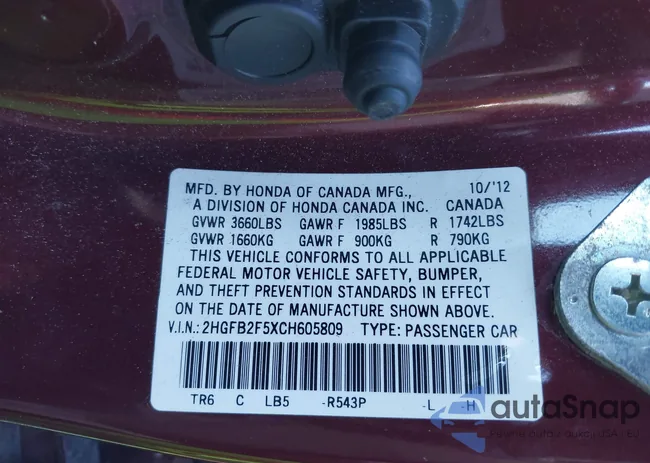 MFD. BY HONDA OF CANADA MFG., 10/'12
A DIVISION OF HONDA CANADA INC. CANADA
GVWR 3660LBS GAWR F 1985LBS R 1742LBS
GVWR 1660KG GAWR F 900KG R 790KG
THIS VEHICLE CONFORMS TO ALL APPLICABLE
FEDERAL MOTOR VEHICLE SAFETY, BUMPER,
AND THEFT PREVENTION STANDARDS IN EFFECT
ON THE DATE OF MANUFACTURE SHOWN ABOVE.
V.I.N.: 2HGFB2F5XCH605809 TYPE: PASSENGER CAR
TR6 C LB5 -R543P -L -H
autoSnap